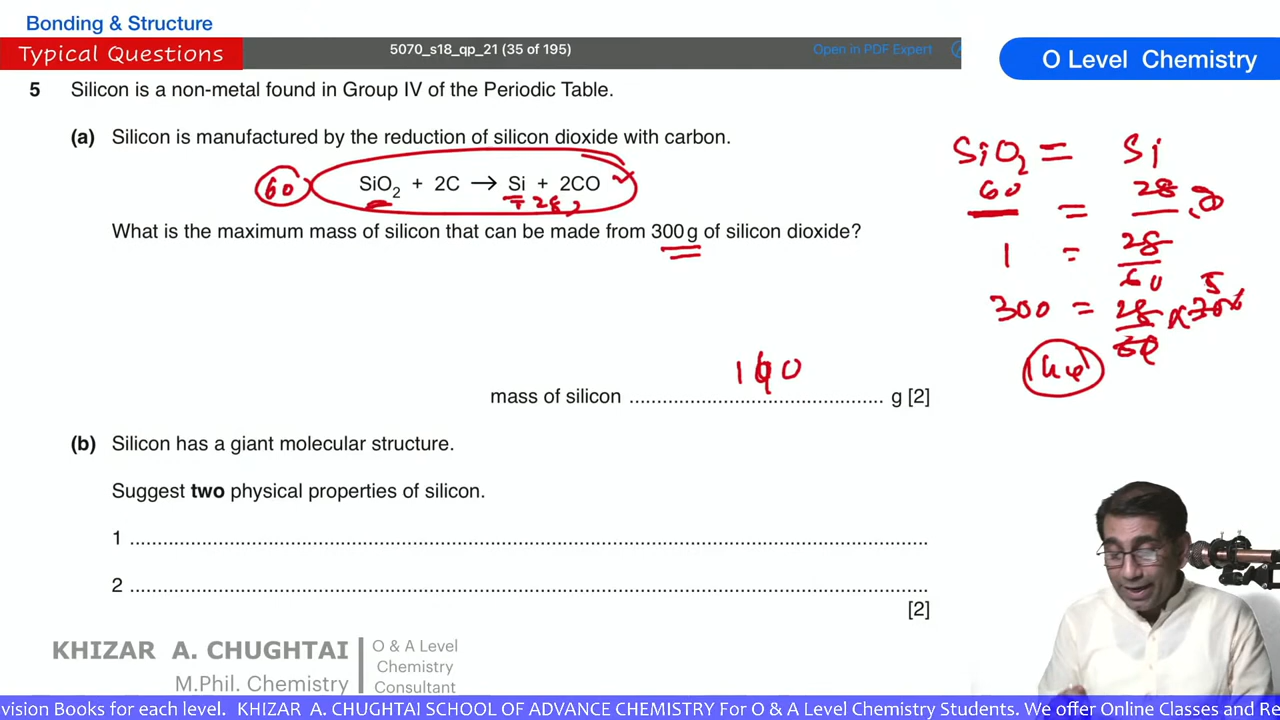 Bonding & Structure
Typical Questions
5070_s18_qp_21 (35 of 195)
Open in PDF Expert
O Level Chemistry
5 Silicon is a non-metal found in Group IV of the Periodic Table.
(a) Silicon is manufactured by the reduction of silicon dioxide with carbon.
60 SiO2 + 2C → Si + 2CO
28
What is the maximum mass of silicon that can be made from 300 g of silicon dioxide?
SiO2 = Si
60 = 28
1 = 28/60
300 = 28/60 × 300
5
140
mass of silicon ................ g [2]
(b) Silicon has a giant molecular structure.
Suggest two physical properties of silicon.
1 ................
2 ................
[2]
KHIZAR A. CHUGHTAI
M.Phil. Chemistry
O & A Level
Chemistry
Consultant
vision Books for each level. KHIZAR A. CHUGHTAI SCHOOL OF ADVANCE CHEMISTRY For O & A Level Chemistry Students. We offer Online Classes and Re